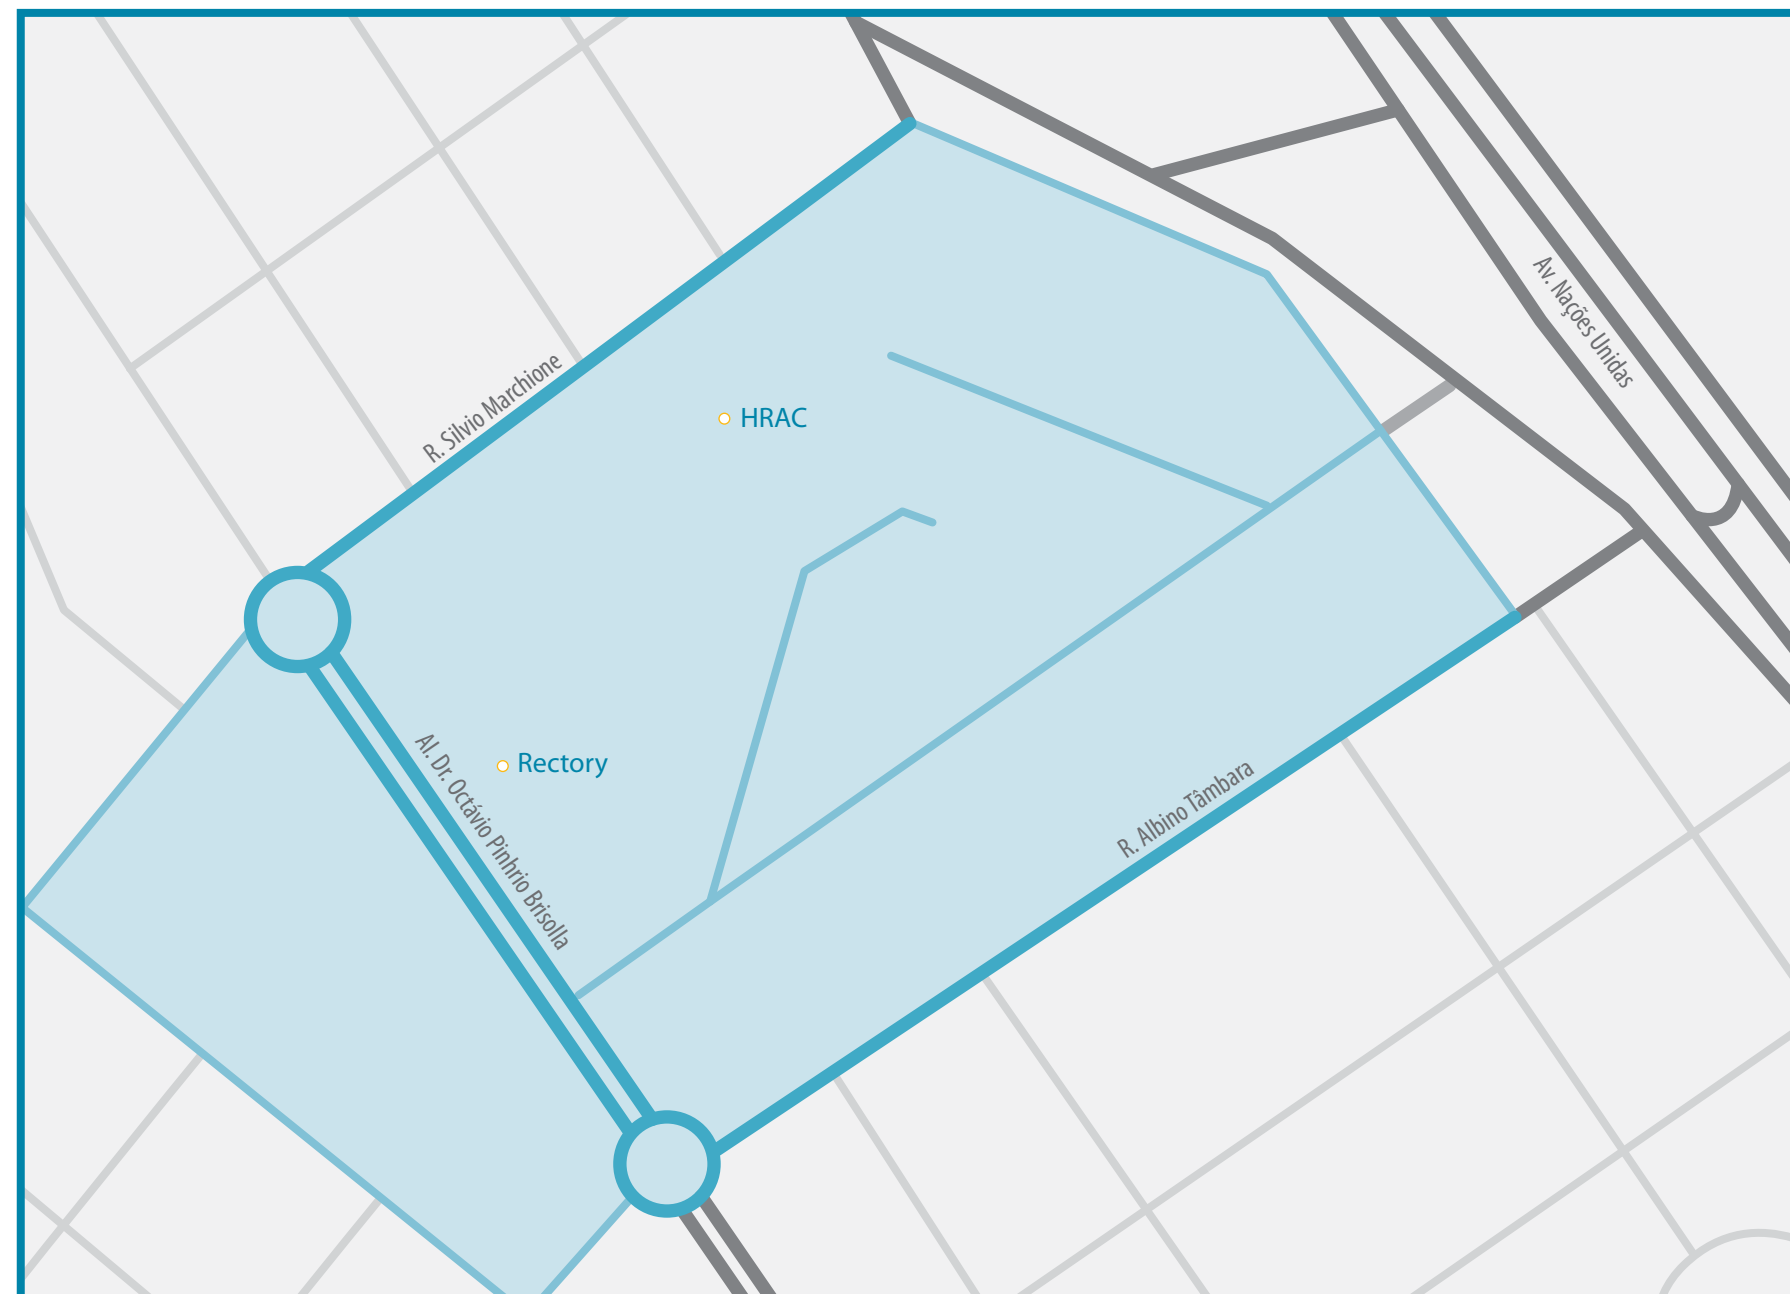 Av. Nações Unidas
R. Silvio Marchione
HRAC
Al. Dr. Octávio Pinhrio Brisolla
Rectory
R. Albino Tâmbara